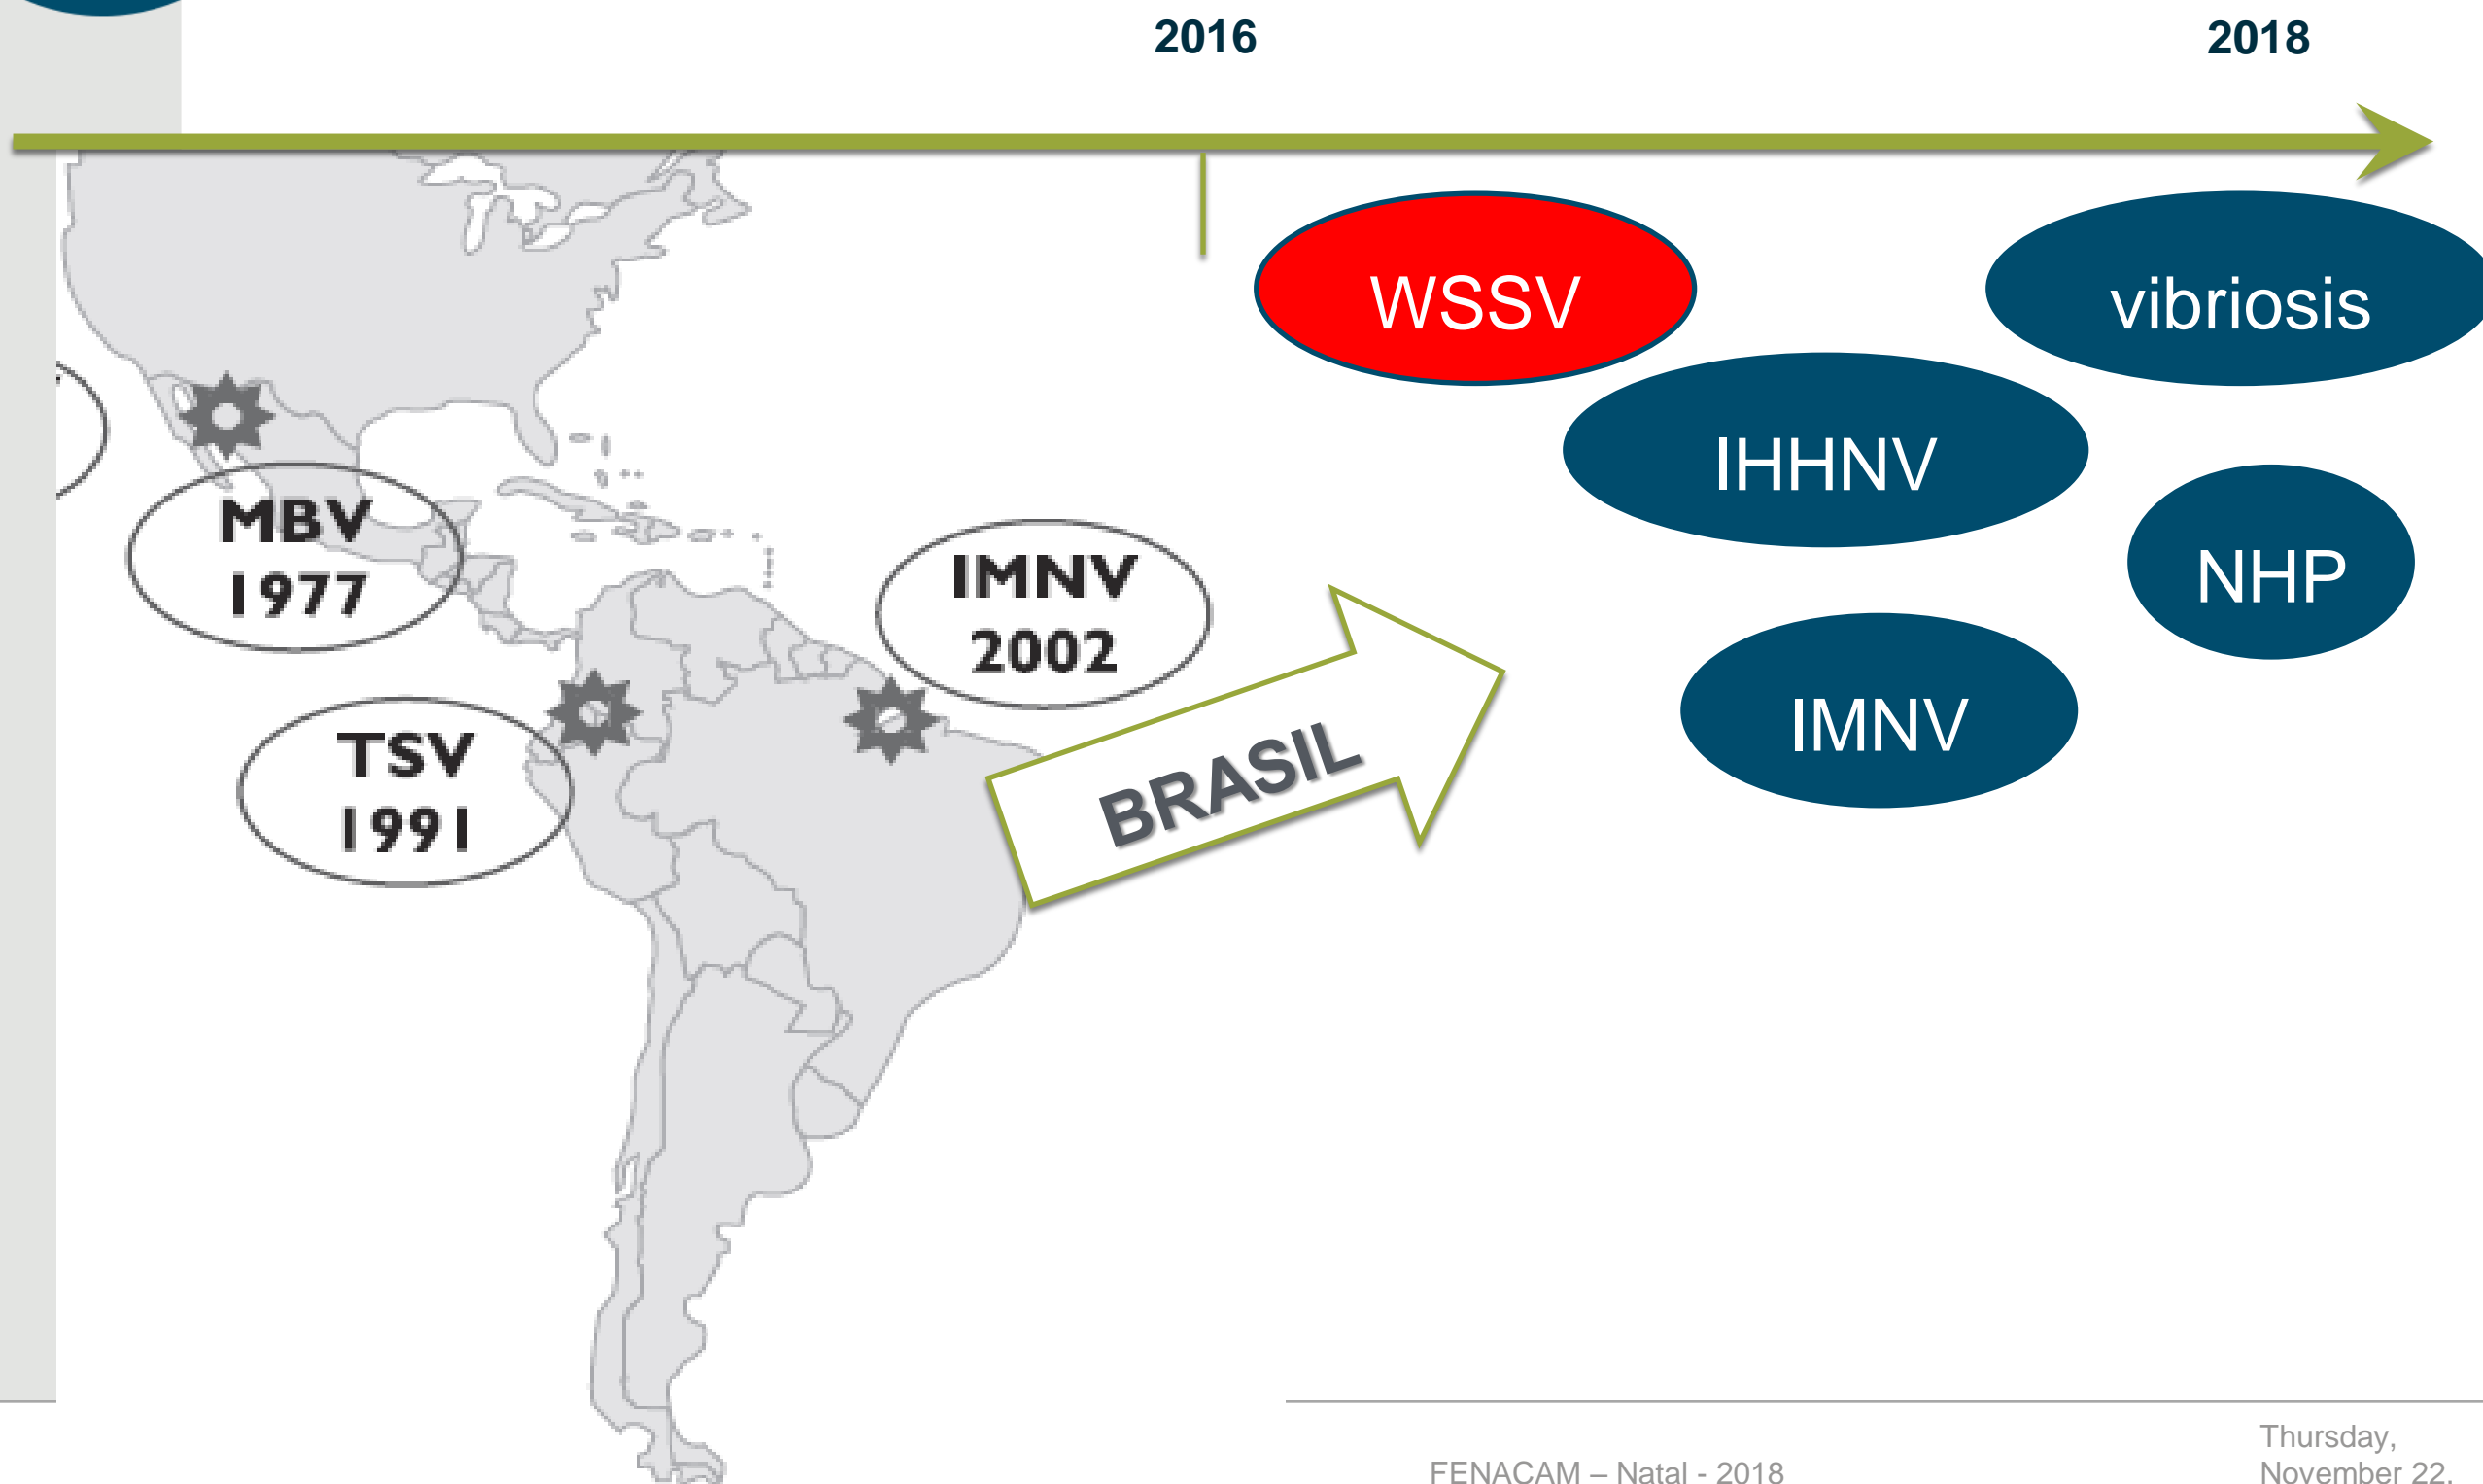 2016
2018
WSSV
vibriosis
IHHNV
MBV
1977
NHP
IMNV
2002
IMNV
TSV
1991
BRASIL
Thursday,
FENACAM – Natal - 2018
November 22,